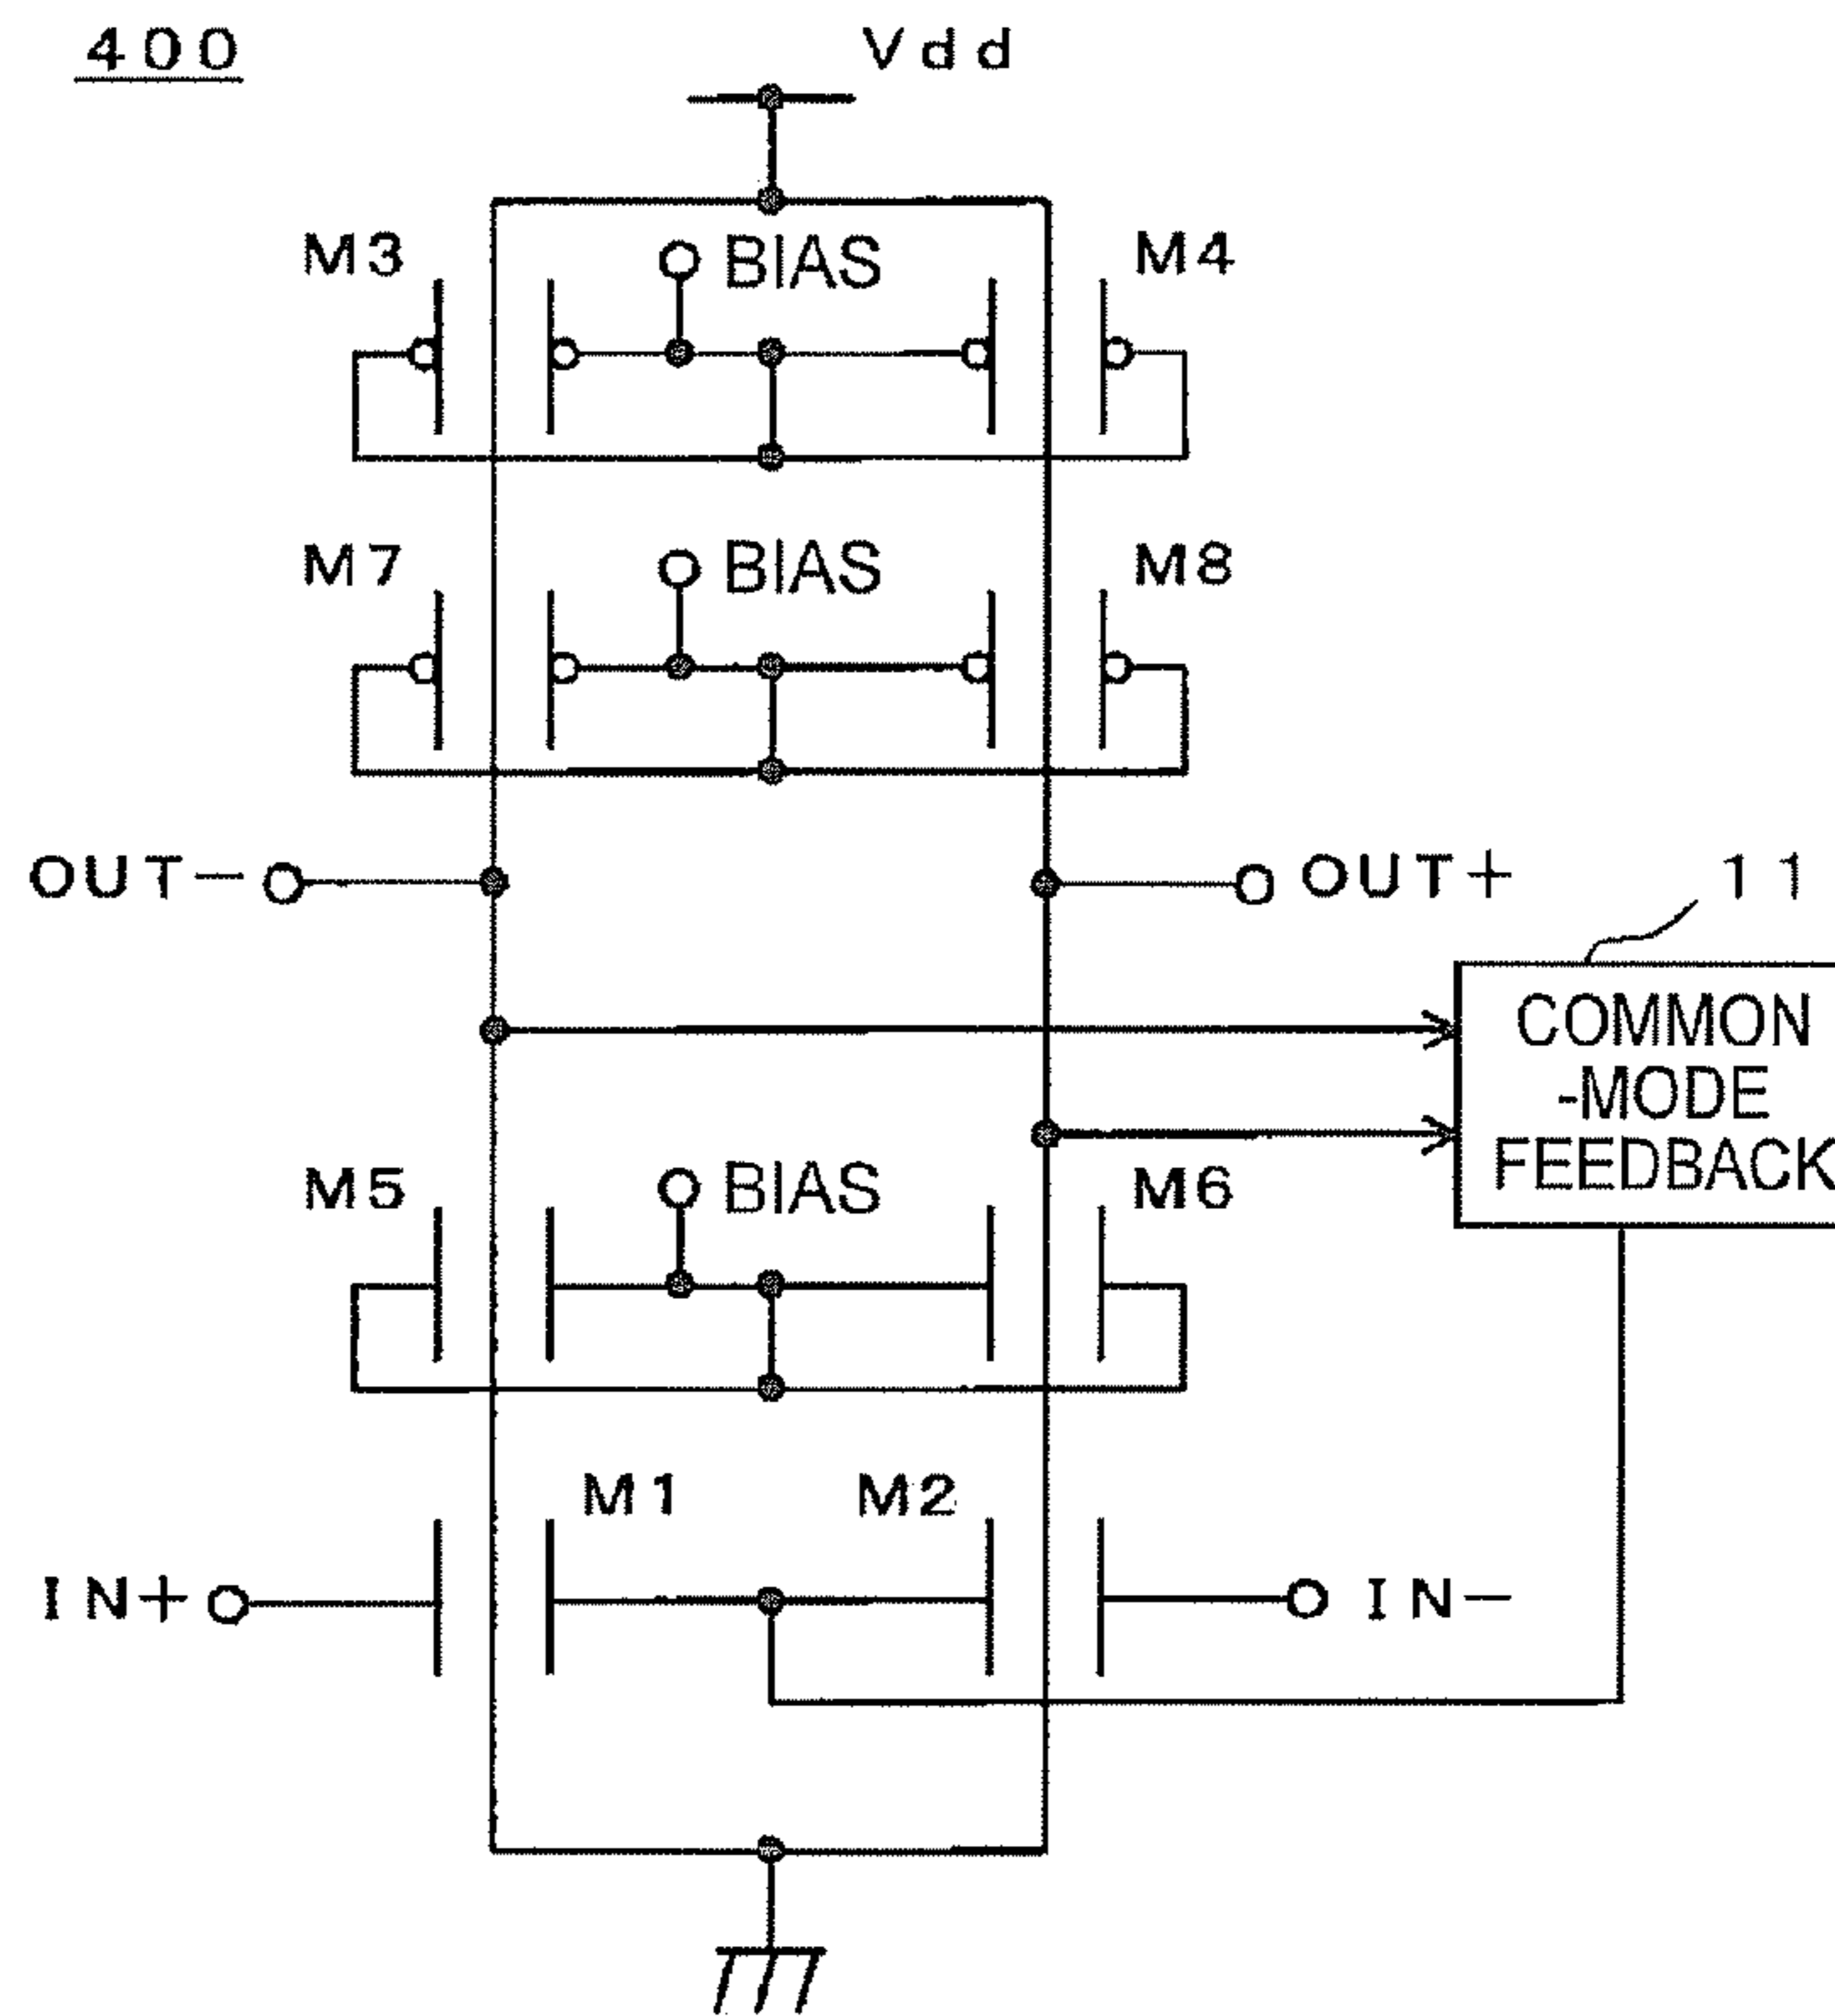 400
Vdd
M3
BIAS
M4
M7
BIAS
M8
OUT−
OUT+
11
COMMON
-MODE
FEEDBACK
M5
BIAS
M6
M1
M2
IN+
IN−